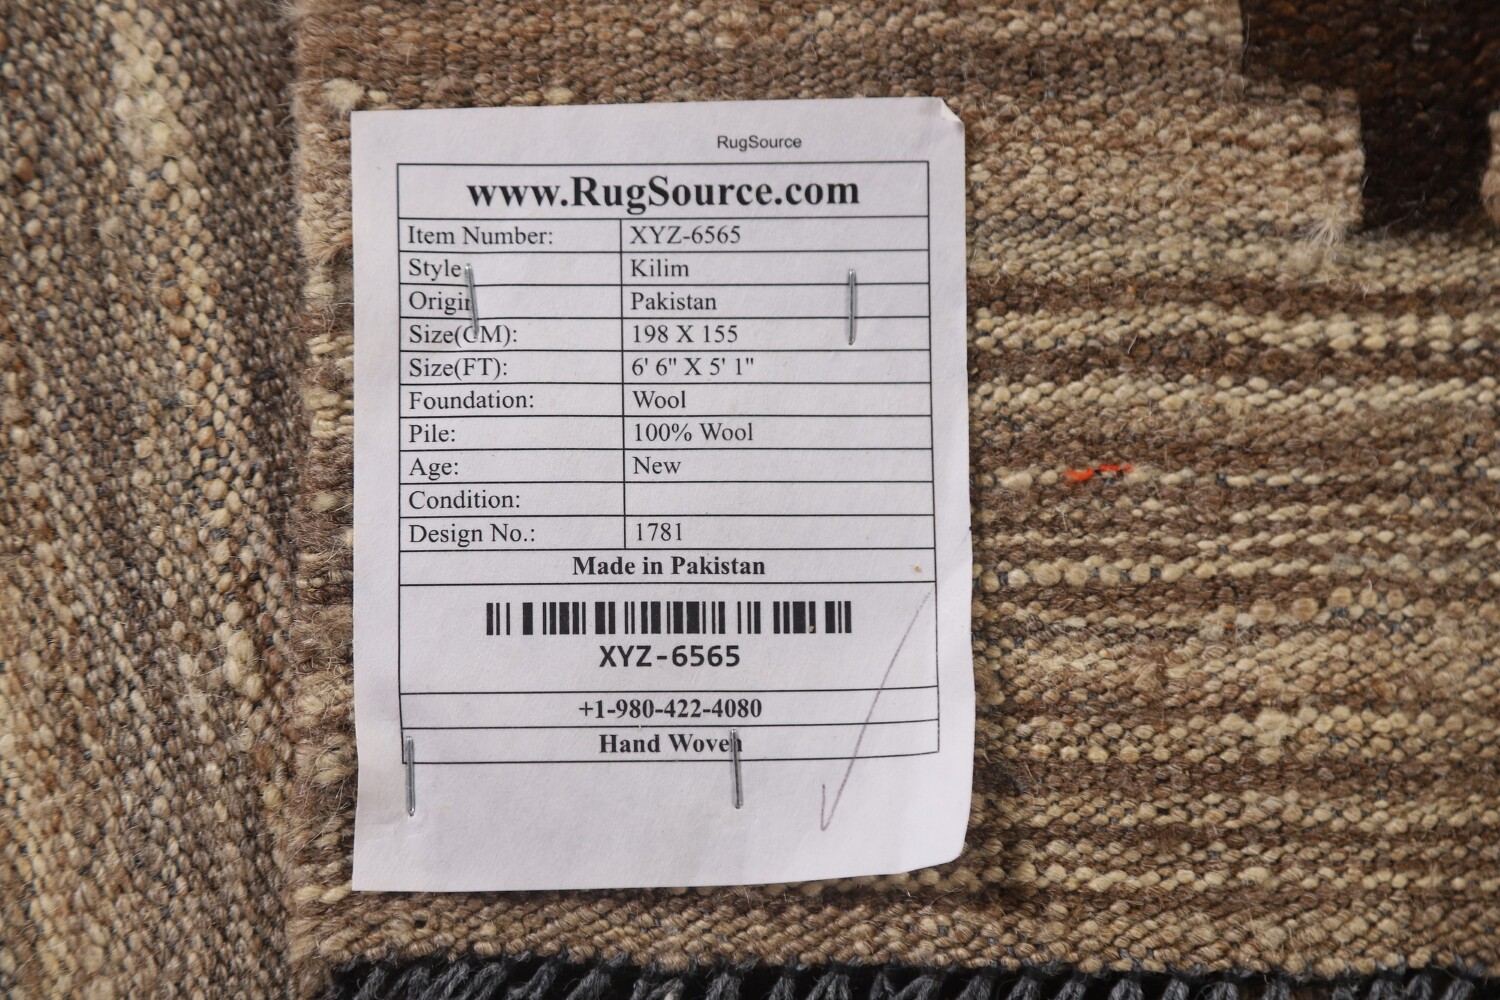 RugSource
www.RugSource.com
Item Number: XYZ-6565
Style Kilim
Origin Pakistan
Size(CM): 198 X 155
Size(FT): 6' 6" X 5' 1"
Foundation: Wool
Pile: 100% Wool
Age: New
Condition:
Design No.: 1781
Made in Pakistan
XYZ-6565
+1-980-422-4080
Hand Woven